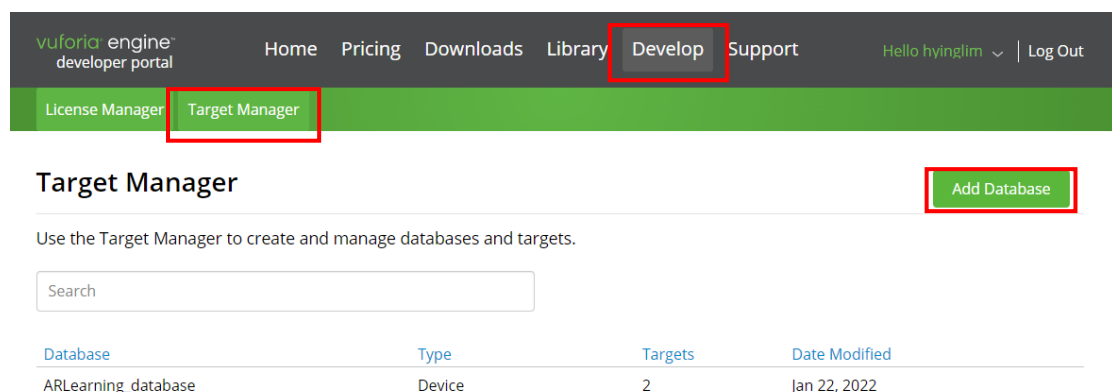 vuforia engine™ Home Pricing Downloads Library Develop Support Hello hyinglim Log Out
developer portal
License Manager Target Manager
Target Manager Add Database
Use the Target Manager to create and manage databases and targets.
Search
Database Type Targets Date Modified
ARLearning_database Device 2 Jan 22, 2022